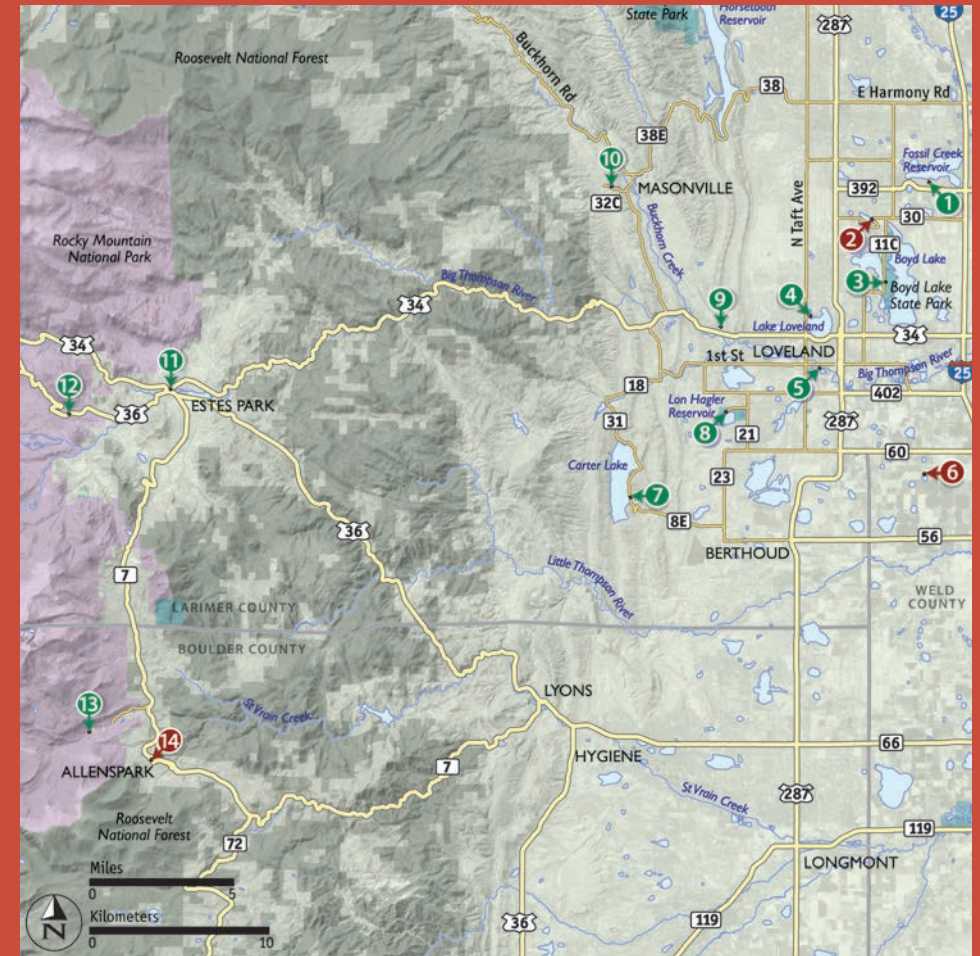 State Park
Horsetooth
Reservoir
287
25
Roosevelt National Forest
Buckhorn Rd
38
E Harmony Rd
38E
Fossil Creek
Reservoir
10
MASONVILLE
392
1
32C
N Taft Ave
30
2
11C
Buckhorn Creek
Boyd Lake
Rocky Mountain
National Park
3
Boyd Lake
State Park
Big Thompson River
34
9
4
Lake Loveland
34
34
1st St
LOVELAND
Big Thompson River
11
25
12
36
ESTES PARK
18
5
402
31
Lon Hagler
Reservoir
8
21
287
60
Carter Lake
23
6
7
8E
36
56
BERTHOUD
Little Thompson River
7
WELD
COUNTY
LARIMER COUNTY
BOULDER COUNTY
LYONS
13
St Vrain Creek
14
66
HYGIENE
ALLENSPARK
7
St Vrain Creek
287
Roosevelt
National Forest
119
72
LONGMONT
Miles
0
5
Kilometers
0
10
N
36
119